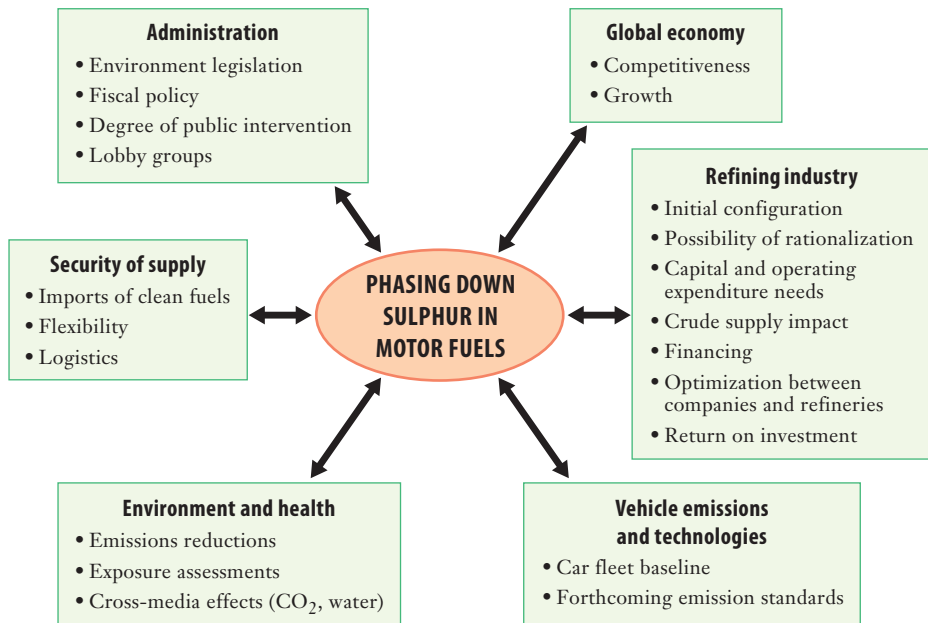 Administration
• Environment legislation
• Fiscal policy
• Degree of public intervention
• Lobby groups
Global economy
• Competitiveness
• Growth
Refining industry
• Initial configuration
• Possibility of rationalization
• Capital and operating
expenditure needs
• Crude supply impact
• Financing
• Optimization between
companies and refineries
• Return on investment
Security of supply
• Imports of clean fuels
• Flexibility
• Logistics
PHASING DOWN
SULPHUR IN
MOTOR FUELS
Environment and health
• Emissions reductions
• Exposure assessments
• Cross-media effects (CO₂, water)
Vehicle emissions
and technologies
• Car fleet baseline
• Forthcoming emission standards